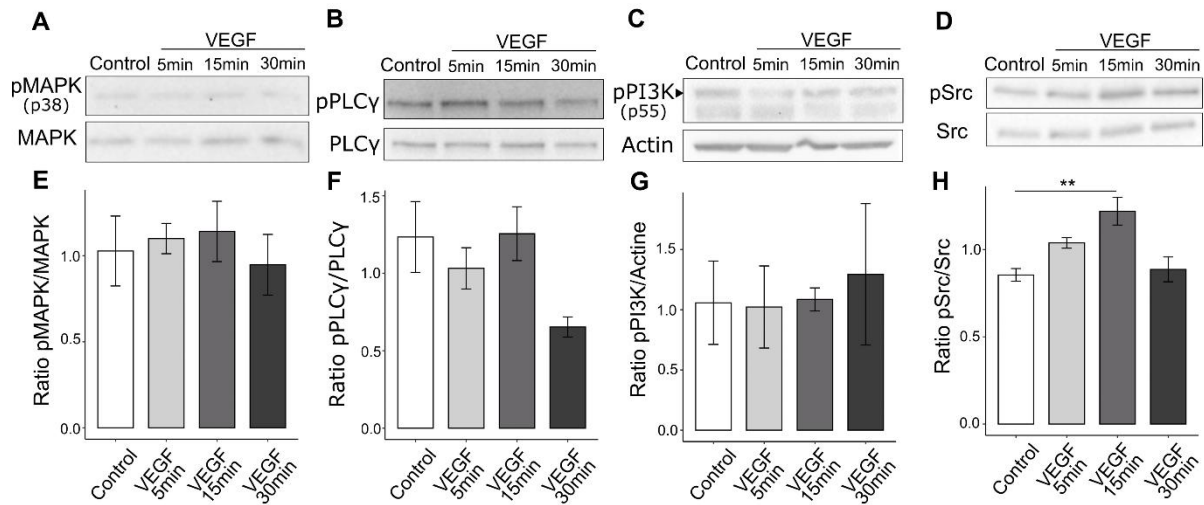 A
VEGF
Control 5min 15min 30min
pMAPK
(p38)
MAPK
B
VEGF
Control 5min 15min 30min
pPLCγ
PLCγ
C
VEGF
Control 5min 15min 30min
pPI3K
(p55)
Actin
D
VEGF
Control 5min 15min 30min
pSrc
Src
E
Ratio pMAPK/MAPK
1.0
0.5
0.0
Control
VEGF
5min
VEGF
15min
VEGF
30min
F
Ratio pPLCγ/PLCγ
1.5
1.0
0.5
0.0
Control
VEGF
5min
VEGF
15min
VEGF
30min
G
Ratio pPI3K/Actine
1.5
1.0
0.5
0.0
Control
VEGF
5min
VEGF
15min
VEGF
30min
H
**
Ratio pSrc/Src
1.0
0.5
0.0
Control
VEGF
5min
VEGF
15min
VEGF
30min